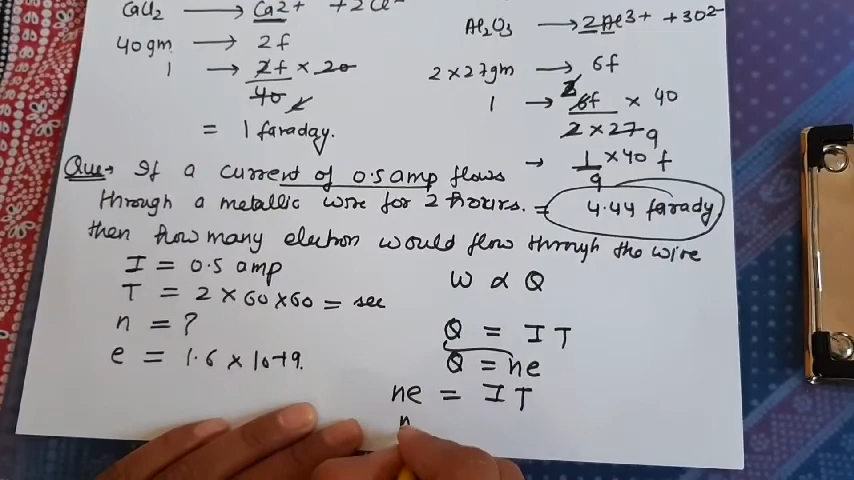 CaCl2 → Ca2+ + 2Cl-
40gm → 2f
1 → 2f × 20
40 2
= 1 faraday.
Al2O3 → 2Al3+ + 3O2-
2×27gm → 6f
1 → 6f × 40
2 × 27 9
→ 1 × 40 f
9
= 4.44 farady
Que→ If a current of 0.5 amp flows
through a metallic wire for 2 hours.
then how many electron would flow through the wire
I = 0.5 amp
T = 2 × 60 × 60 = sec
n = ?
e = 1.6 × 10-19.
W ∝ Q
Q = IT
Q = ne
ne = IT
n